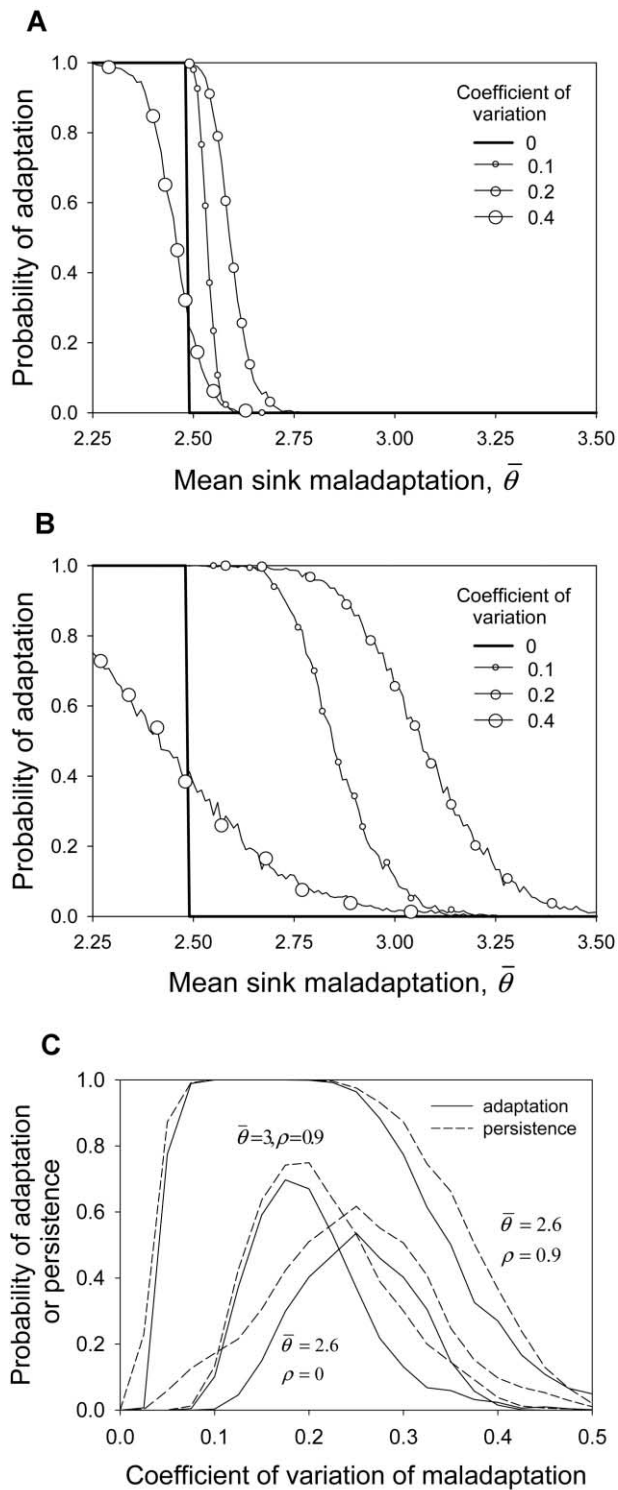 A
1.0
0.8
0.6
0.4
0.2
0.0
Probability of adaptation
Coefficient of
variation
0
0.1
0.2
0.4
2.25 2.50 2.75 3.00 3.25 3.50
Mean sink maladaptation, θ̄
B
1.0
0.8
0.6
0.4
0.2
0.0
Probability of adaptation
Coefficient of
variation
0
0.1
0.2
0.4
2.25 2.50 2.75 3.00 3.25 3.50
Mean sink maladaptation, θ̄
C
1.0
0.8
0.6
0.4
0.2
0.0
Probability of adaptation
or persistence
adaptation
persistence
θ̄=3,ρ=0.9
θ̄ = 2.6
ρ = 0.9
θ̄ = 2.6
ρ = 0
0.0 0.1 0.2 0.3 0.4 0.5
Coefficient of variation of maladaptation